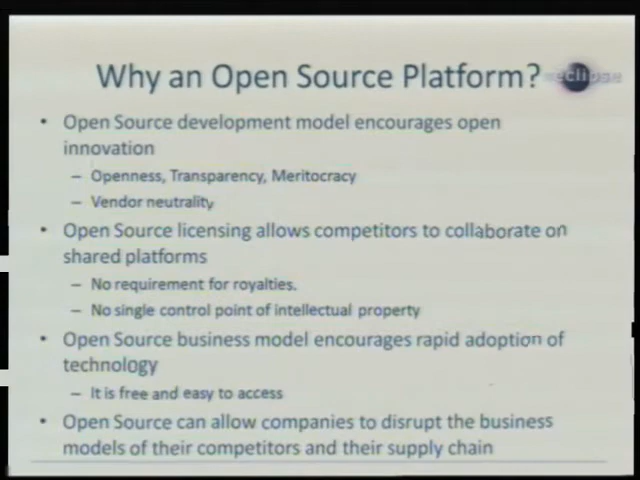 Why an Open Source Platform?
eclipse
• Open Source development model encourages open
innovation
– Openness, Transparency, Meritocracy
– Vendor neutrality
• Open Source licensing allows competitors to collaborate on
shared platforms
– No requirement for royalties.
– No single control point of intellectual property
• Open Source business model encourages rapid adoption of
technology
– It is free and easy to access
• Open Source can allow companies to disrupt the business
models of their competitors and their supply chain